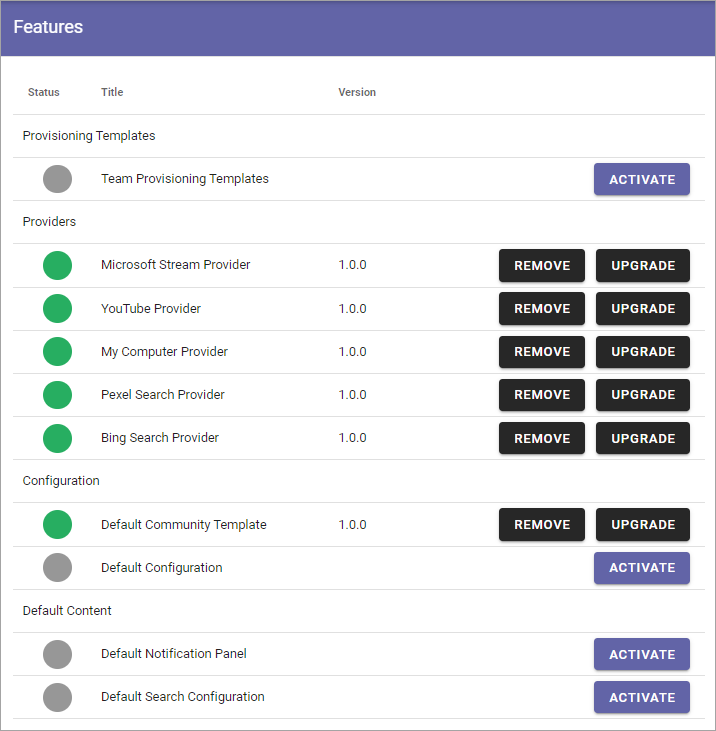 Features
Status Title Version
Provisioning Templates
Team Provisioning Templates ACTIVATE
Providers
Microsoft Stream Provider 1.0.0 REMOVE UPGRADE
YouTube Provider 1.0.0 REMOVE UPGRADE
My Computer Provider 1.0.0 REMOVE UPGRADE
Pexel Search Provider 1.0.0 REMOVE UPGRADE
Bing Search Provider 1.0.0 REMOVE UPGRADE
Configuration
Default Community Template 1.0.0 REMOVE UPGRADE
Default Configuration ACTIVATE
Default Content
Default Notification Panel ACTIVATE
Default Search Configuration ACTIVATE